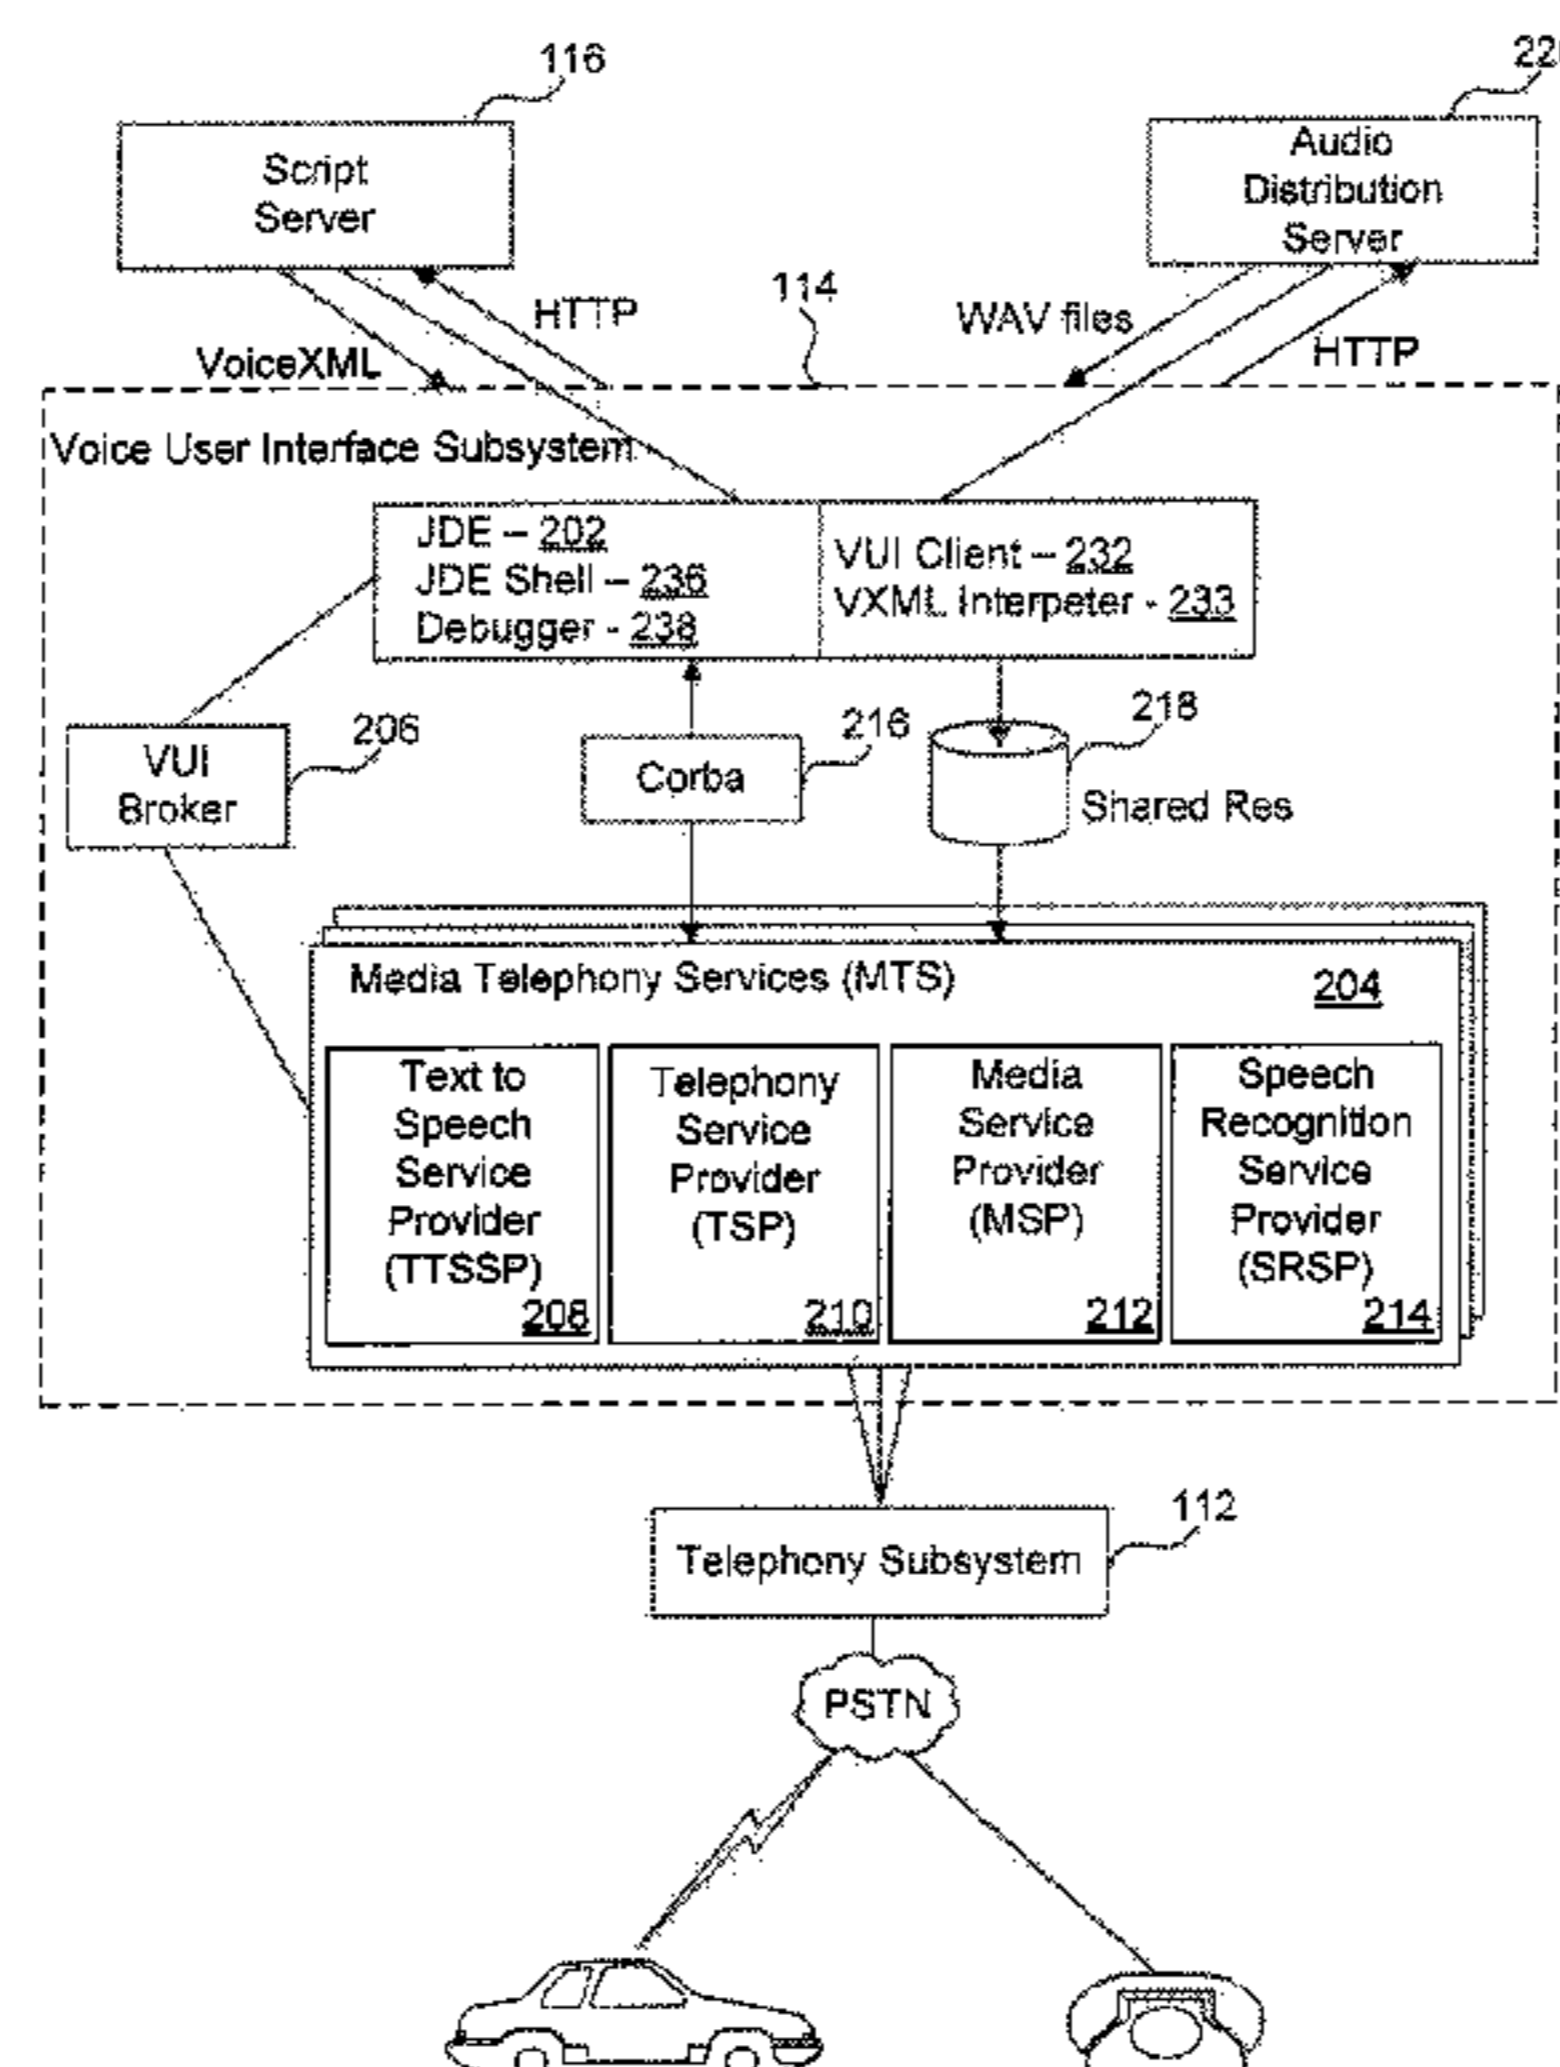 116
Script
Server
Audio
Distribution
Server
114
HTTP
WAV files
HTTP
VoiceXML
Voice User Interface Subsystem
JDE – 202
JDE Shell – 236
Debugger - 238
VUI Client – 232
VXML Interpeter - 233
206
VUI
Broker
216
Corba
218
Shared Res
Media Telephony Services (MTS)
204
Text to
Speech
Service
Provider
(TTSSP)
208
Telephony
Service
Provider
(TSP)
210
Media
Service
Provider
(MSP)
212
Speech
Recognition
Service
Provider
(SRSP)
214
112
Telephony Subsystem
PSTN